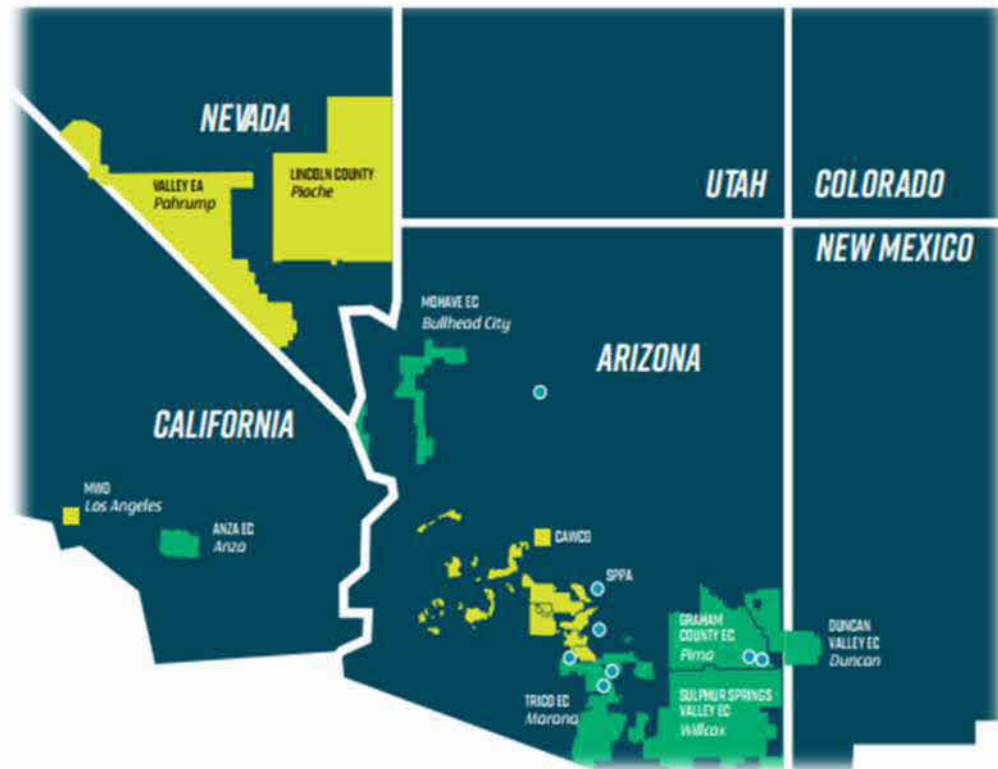 NEVADA
VALLEY EA
Pahrump
LINCOLN COUNTY
Pioche
UTAH
COLORADO
NEW MEXICO
MOHAVE EC
Bullhead City
ARIZONA
CALIFORNIA
MWD
Los Angeles
ANZA EC
Anza
CAWCD
SPPA
GRAHAM
COUNTY EC
Pima
DUNCAN
VALLEY EC
Duncan
TRICO EC
Marana
SULPHUR SPRINGS
VALLEY EC
Willcox